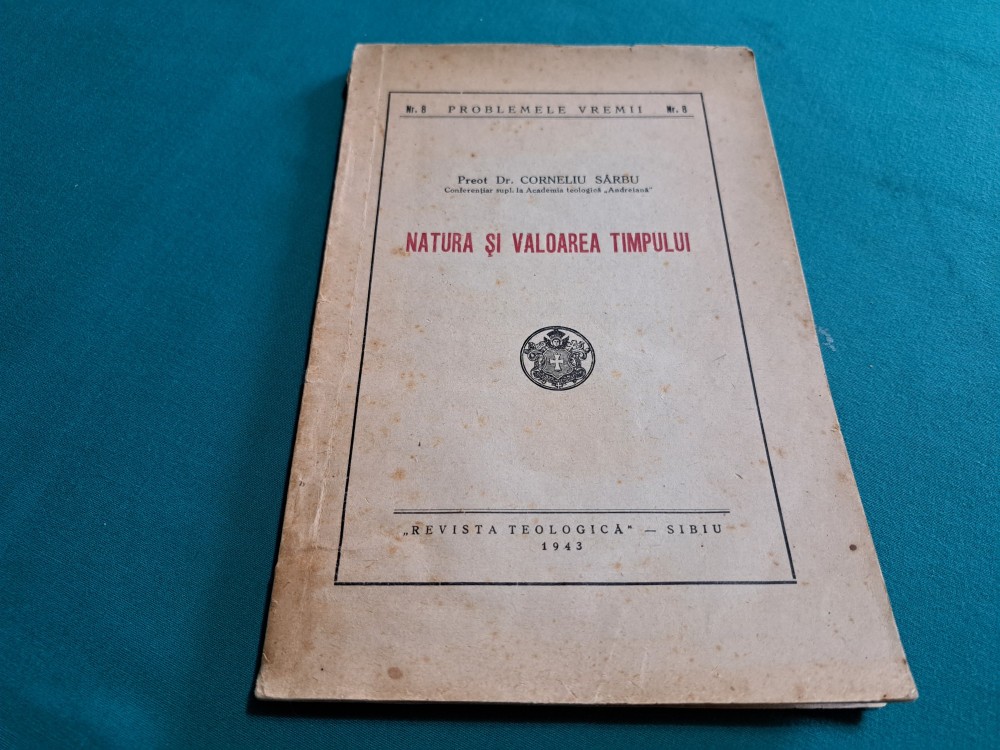 Nr. 8 PROBLEMELE VREMII Nr. 8
Preot Dr. CORNELIU SÂRBU
Conferențiar supl. la Academia teologică „Andreiană"
NATURA ȘI VALOAREA TIMPULUI
„REVISTA TEOLOGICĂ" — SIBIU
1943